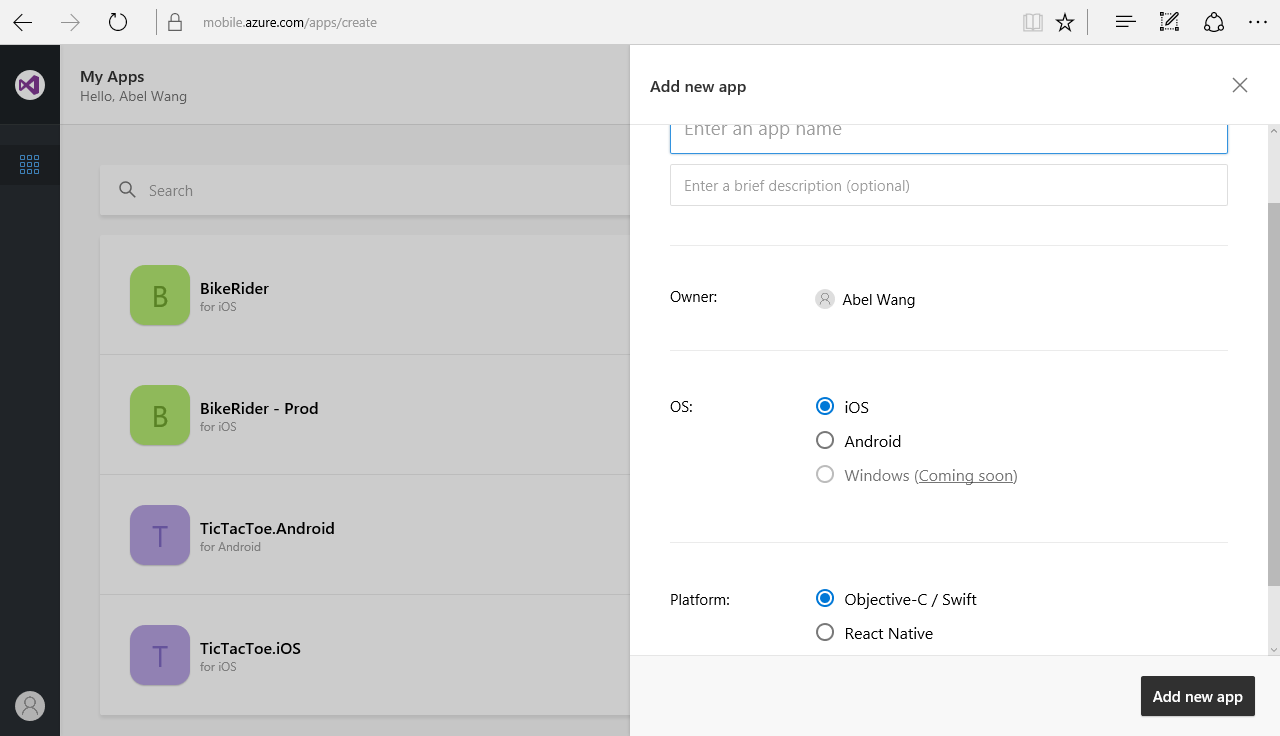 mobile.azure.com/apps/create
My Apps
Hello, Abel Wang
Search
B
BikeRider
for iOS
B
BikeRider - Prod
for iOS
T
TicTacToe.Android
for Android
T
TicTacToe.iOS
for iOS
Add new app
Enter an app name
Enter a brief description (optional)
Owner:
Abel Wang
OS:
iOS
Android
Windows (Coming soon)
Platform:
Objective-C / Swift
React Native
Add new app